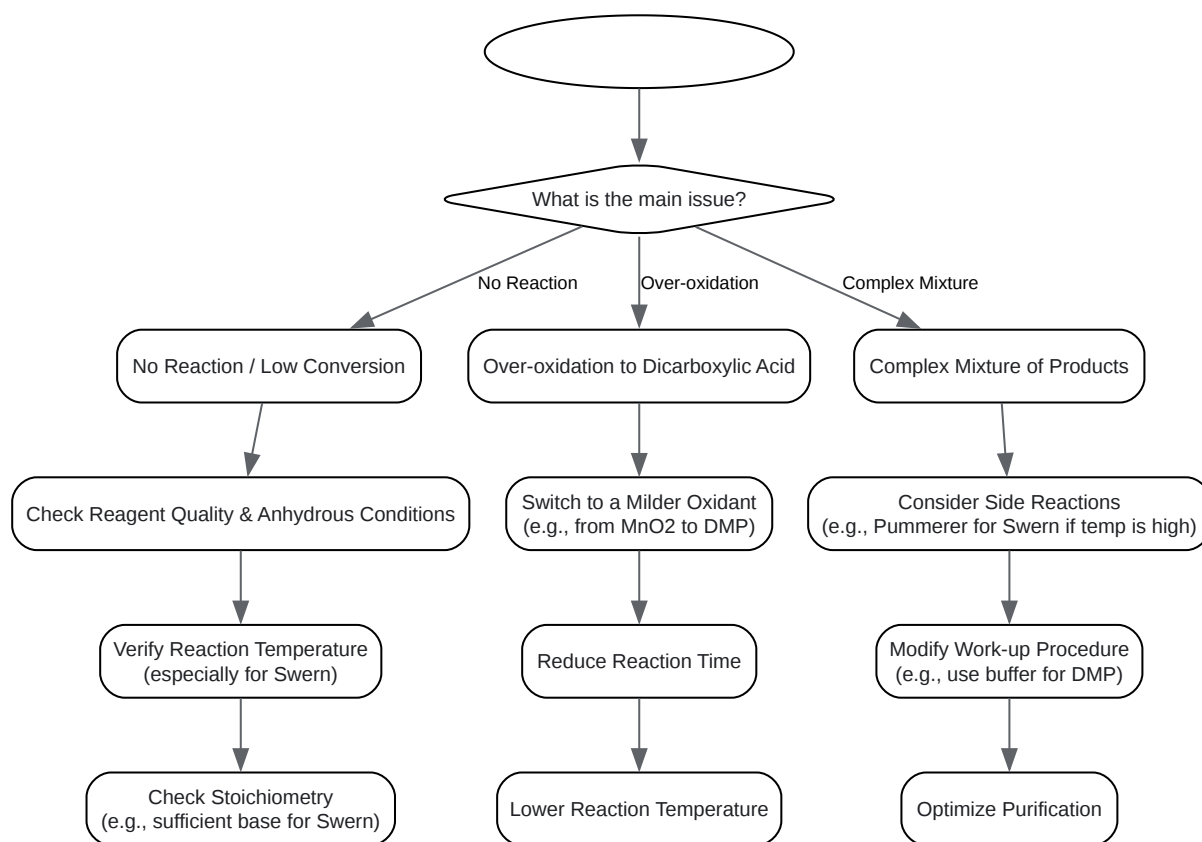 What is the main issue?
No Reaction
Over-oxidation
Complex Mixture
No Reaction / Low Conversion
Over-oxidation to Dicarboxylic Acid
Complex Mixture of Products
Check Reagent Quality & Anhydrous Conditions
Switch to a Milder Oxidant
(e.g., from MnO2 to DMP)
Consider Side Reactions
(e.g., Pummerer for Swern if temp is high)
Verify Reaction Temperature
(especially for Swern)
Reduce Reaction Time
Modify Work-up Procedure
(e.g., use buffer for DMP)
Check Stoichiometry
(e.g., sufficient base for Swern)
Lower Reaction Temperature
Optimize Purification